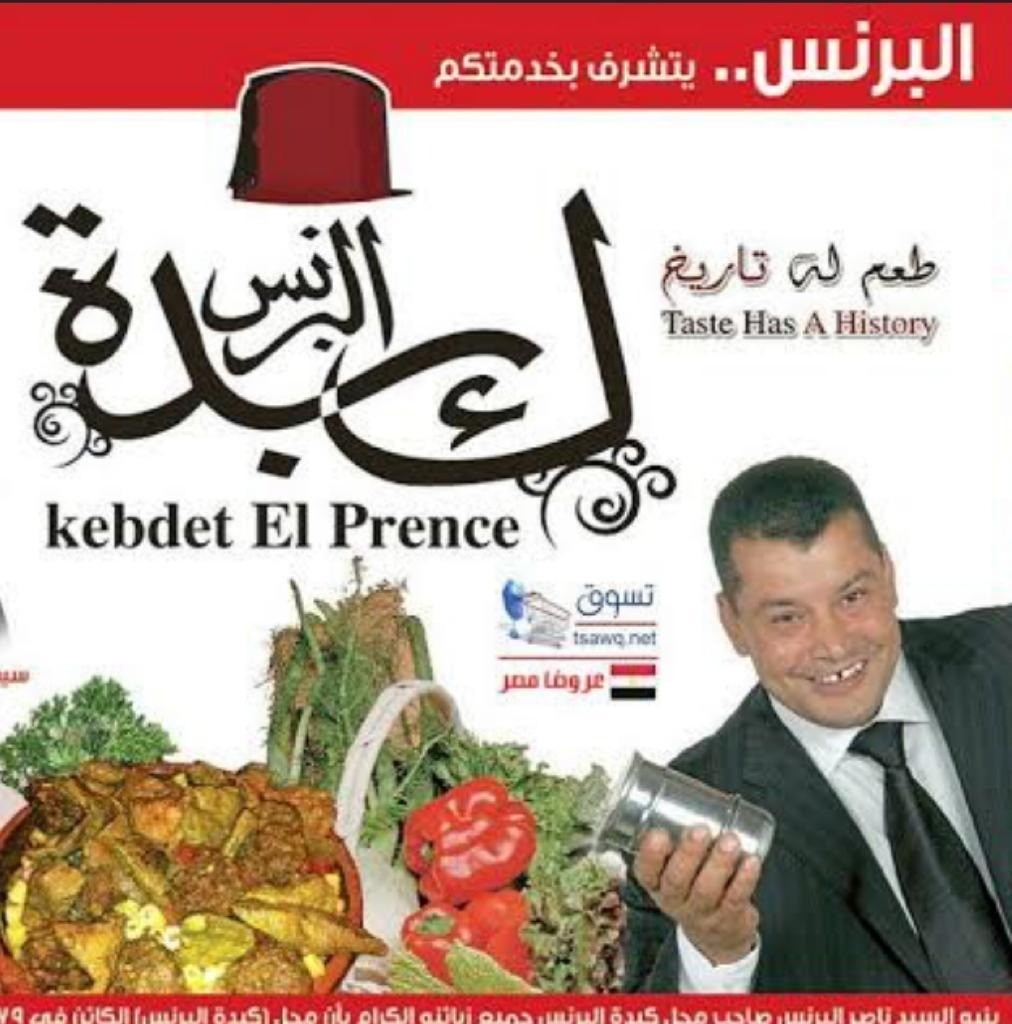 البرنس.. يتشرف بخدمتكم
كبدة البرنس
طعم له تاريخ
Taste Has A History
kebdet El Prence
تسوق
tsawq.net
عروضا مصر
ينبه السيد ناصر البرنس صاحب محل كبدة البرنس جميع زبائنه الكرام بأن محل (كبدة البرنس) الكائن في